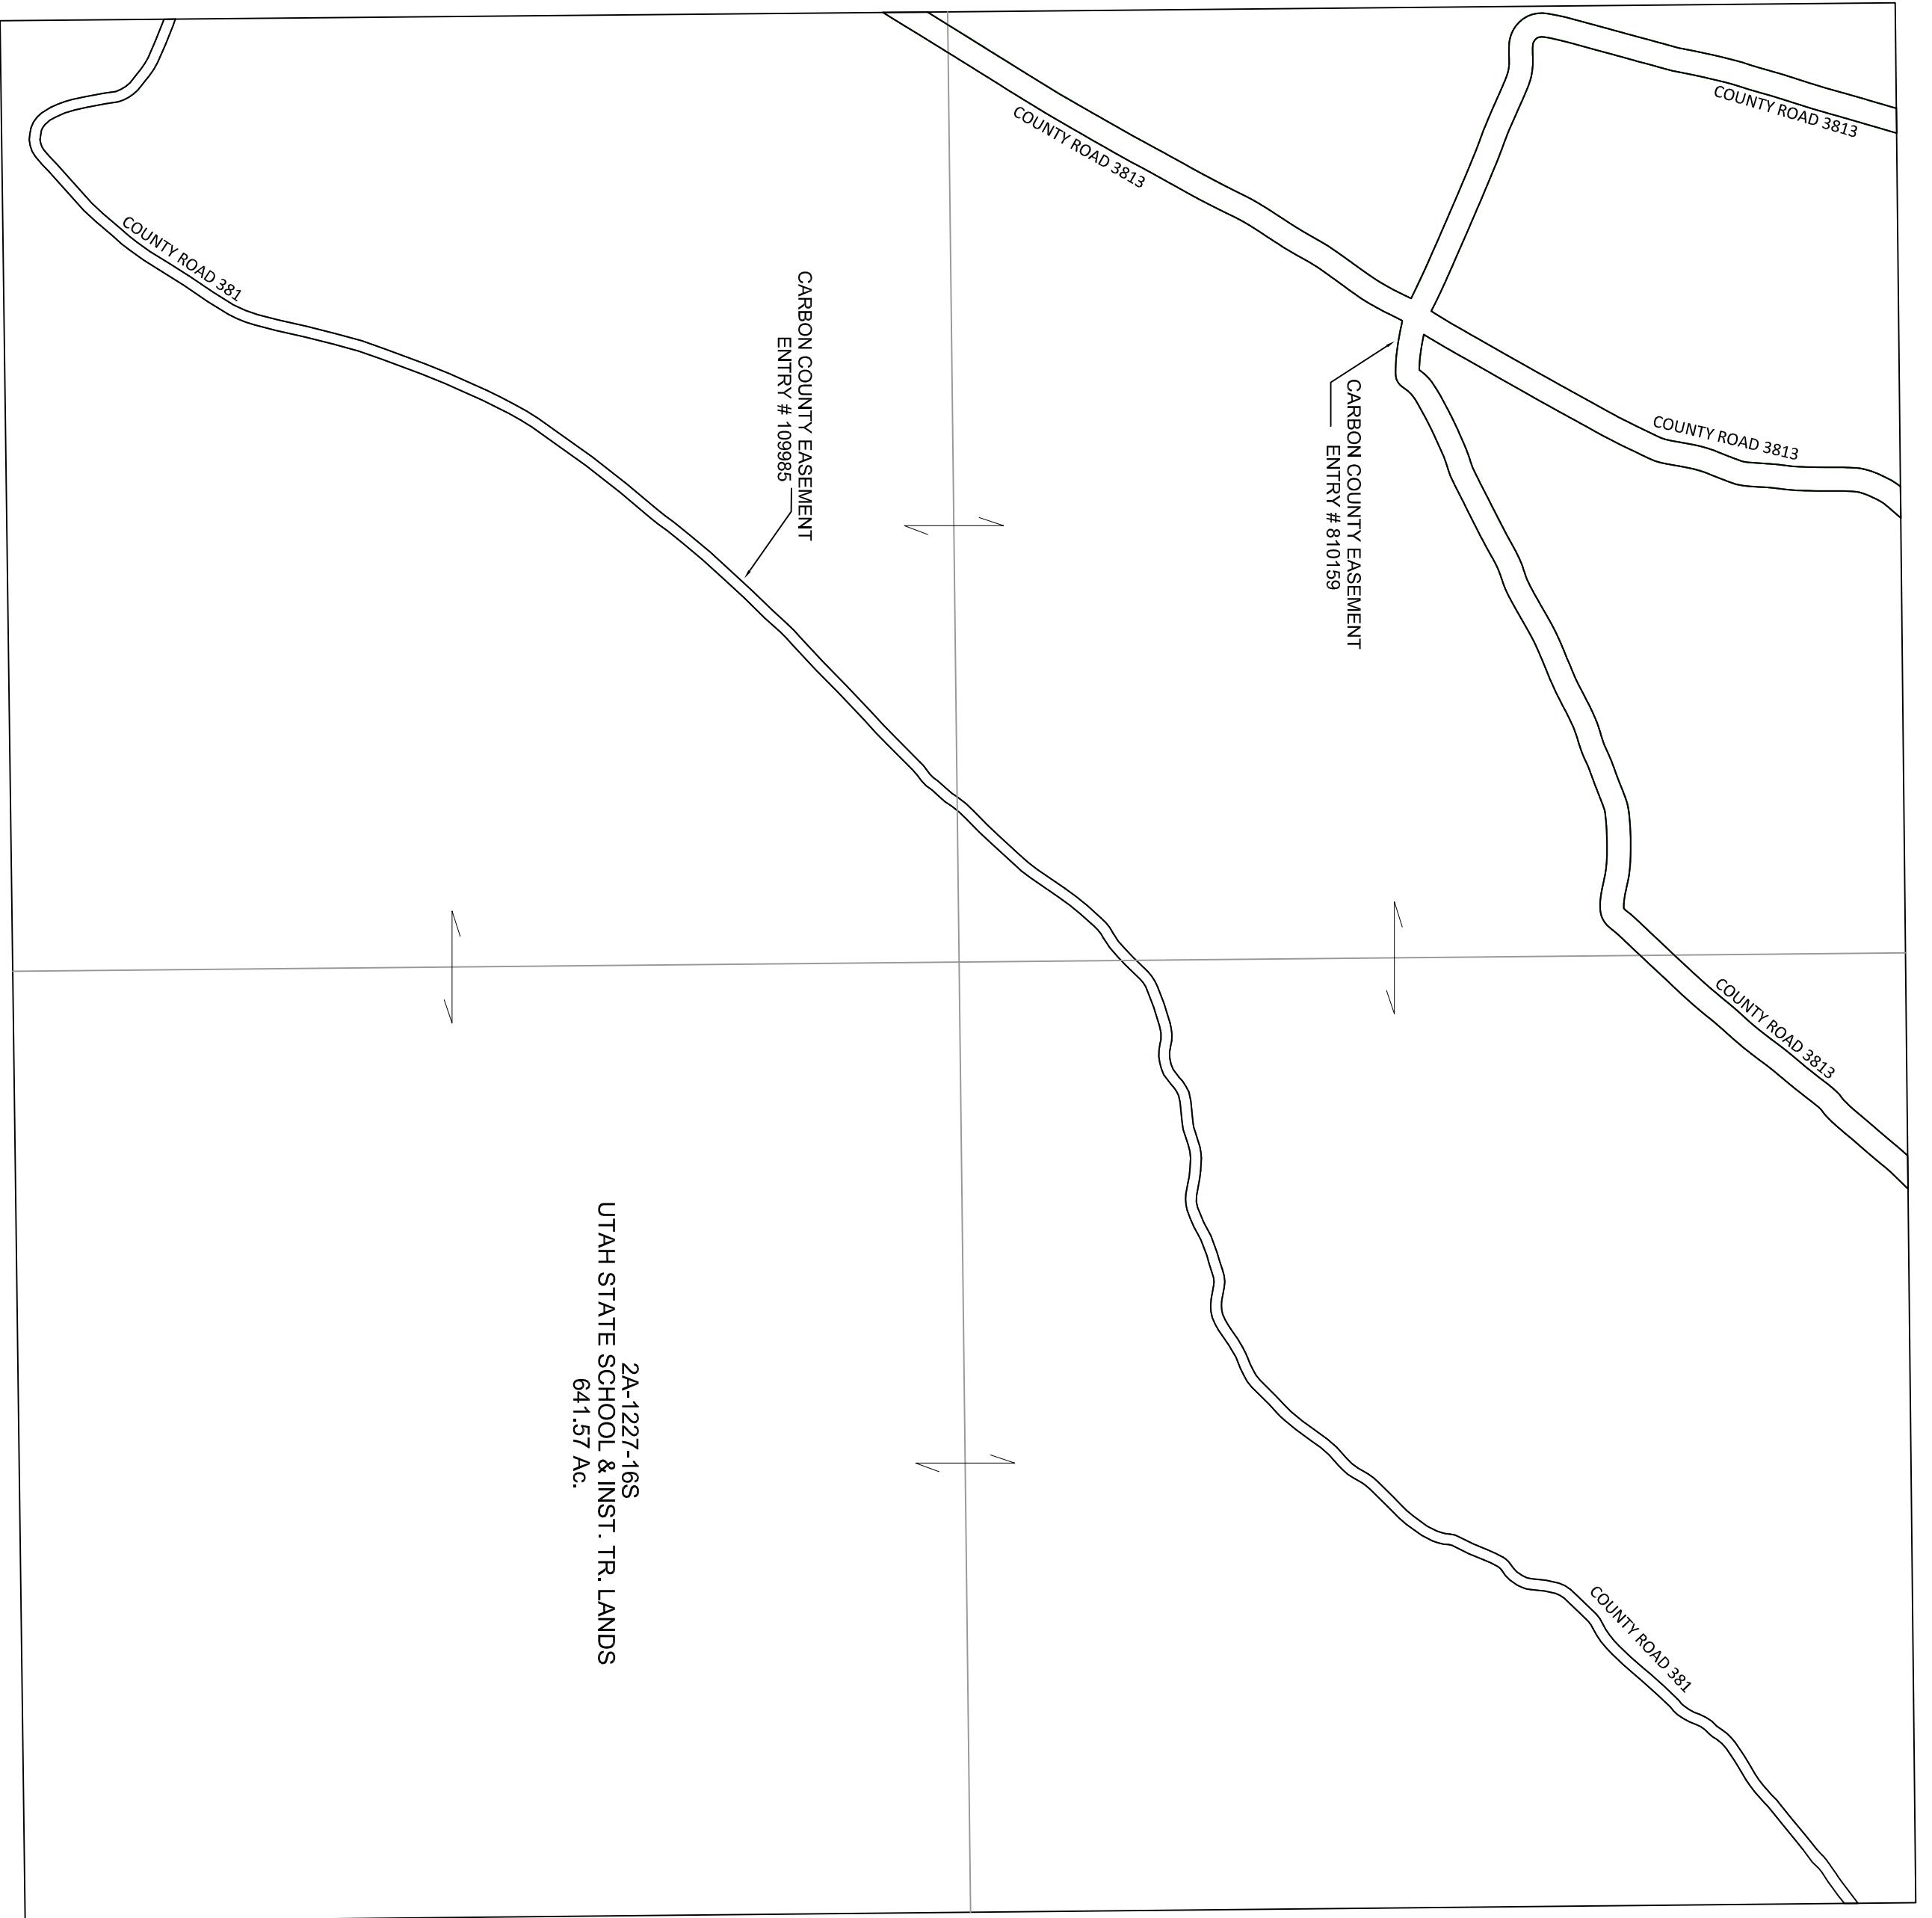 COUNTY ROAD 3813
COUNTY ROAD 3813
COUNTY ROAD 381
CARBON COUNTY EASEMENT
ENTRY # 109985
CARBON COUNTY EASEMENT
ENTRY # 810159
COUNTY ROAD 3813
COUNTY ROAD 3813
2A-1227-16S
UTAH STATE SCHOOL & INST. TR. LANDS
641.57 Ac.
COUNTY ROAD 381